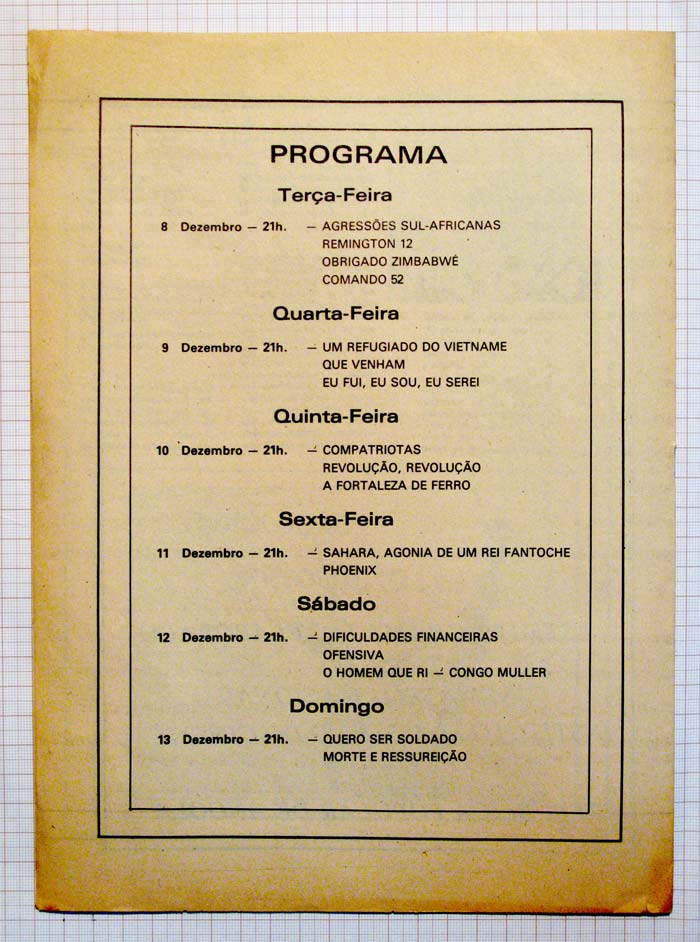 PROGRAMA
Terça-Feira
8 Dezembro — 21h. — AGRESSÕES SUL-AFRICANAS
REMINGTON 12
OBRIGADO ZIMBABWÉ
COMANDO 52
Quarta-Feira
9 Dezembro — 21h. — UM REFUGIADO DO VIETNAME
QUE VENHAM
EU FUI, EU SOU, EU SEREI
Quinta-Feira
10 Dezembro — 21h. — COMPATRIOTAS
REVOLUÇÃO, REVOLUÇÃO
A FORTALEZA DE FERRO
Sexta-Feira
11 Dezembro — 21h. — SAHARA, AGONIA DE UM REI FANTOCHE
PHOENIX
Sábado
12 Dezembro — 21h. — DIFICULDADES FINANCEIRAS
OFENSIVA
O HOMEM QUE RI — CONGO MULLER
Domingo
13 Dezembro — 21h. — QUERO SER SOLDADO
MORTE E RESSUREIÇÃO